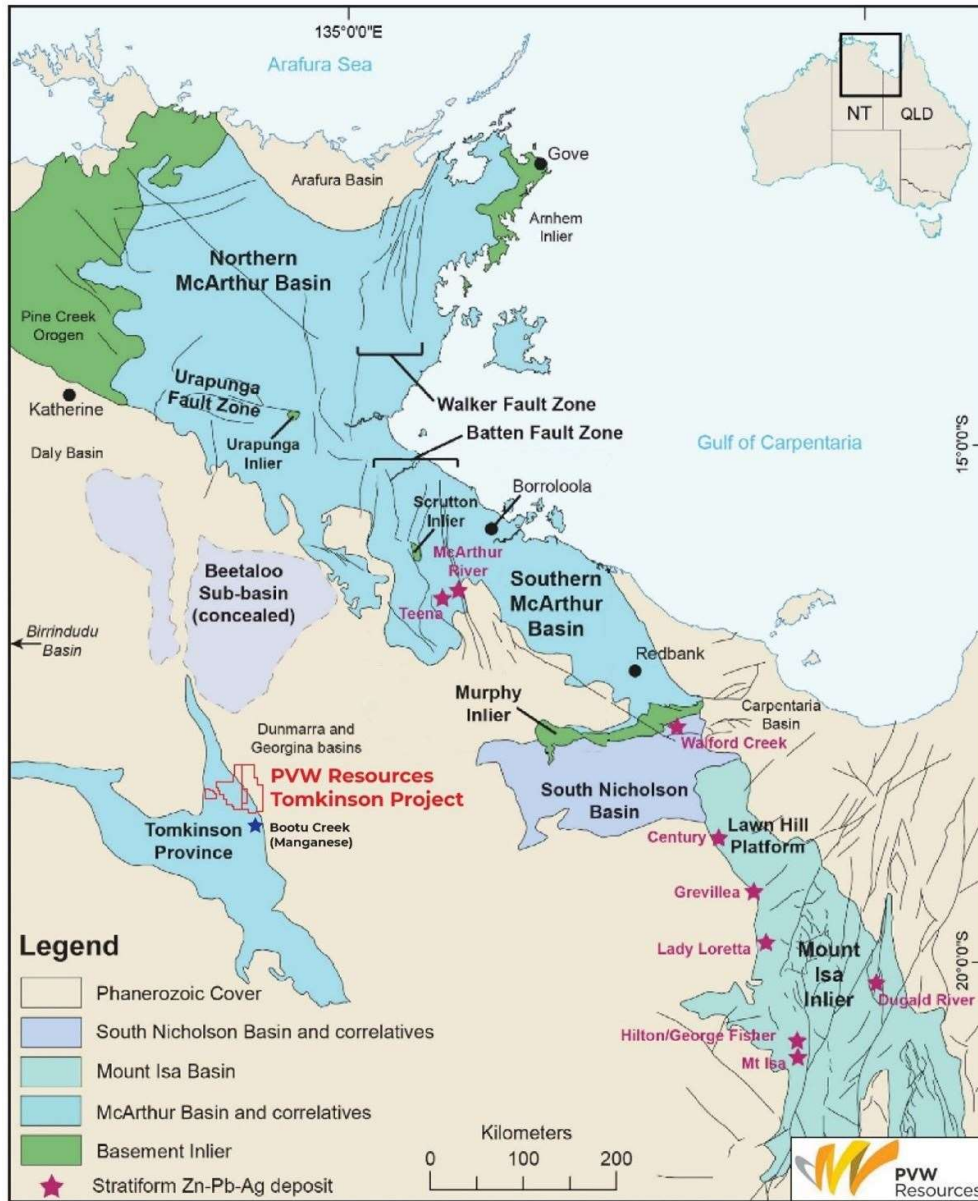 135°0'0"E
Arafura Sea
NT
QLD
Gove
Arafura Basin
Arnhem
Inlier
Northern
McArthur Basin
Pine Creek
Orogen
Urapunga
Fault Zone
Walker Fault Zone
Katherine
Batten Fault Zone
Urapunga
Inlier
Gulf of Carpentaria
15°0'0"S
Daly Basin
Scrutton
Inlier
Borroloola
McArthur
River
Beetaloo
Sub-basin
(concealed)
Southern
McArthur
Basin
Teena
Birrindudu
Basin
Redbank
Murphy
Inlier
Carpentaria
Basin
Dunmarra and
Georgina basins
Walford Creek
PVW Resources
Tomkinson Project
South Nicholson
Basin
Tomkinson
Province
Bootu Creek
(Manganese)
Century
Lawn Hill
Platform
Grevillea
Lady Loretta
Mount
Isa
Inlier
20°0'0"S
Dugald River
Hilton/George Fisher
Mt Isa
Legend
Phanerozoic Cover
South Nicholson Basin and correlatives
Mount Isa Basin
McArthur Basin and correlatives
Basement Inlier
Stratiform Zn-Pb-Ag deposit
Kilometers
0 100 200
PVW
Resources